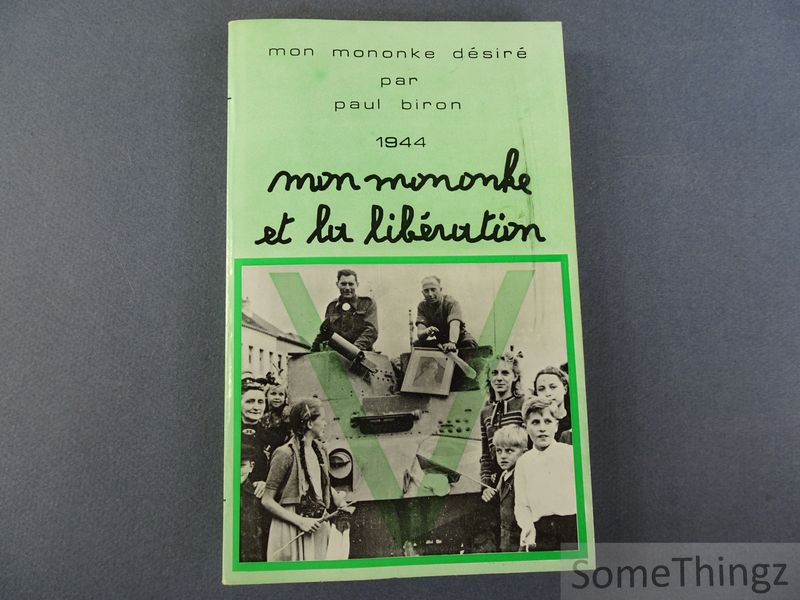 mon mononke désiré
par
paul biron
1944
mon mononke
et la libération
V
SomeThingz